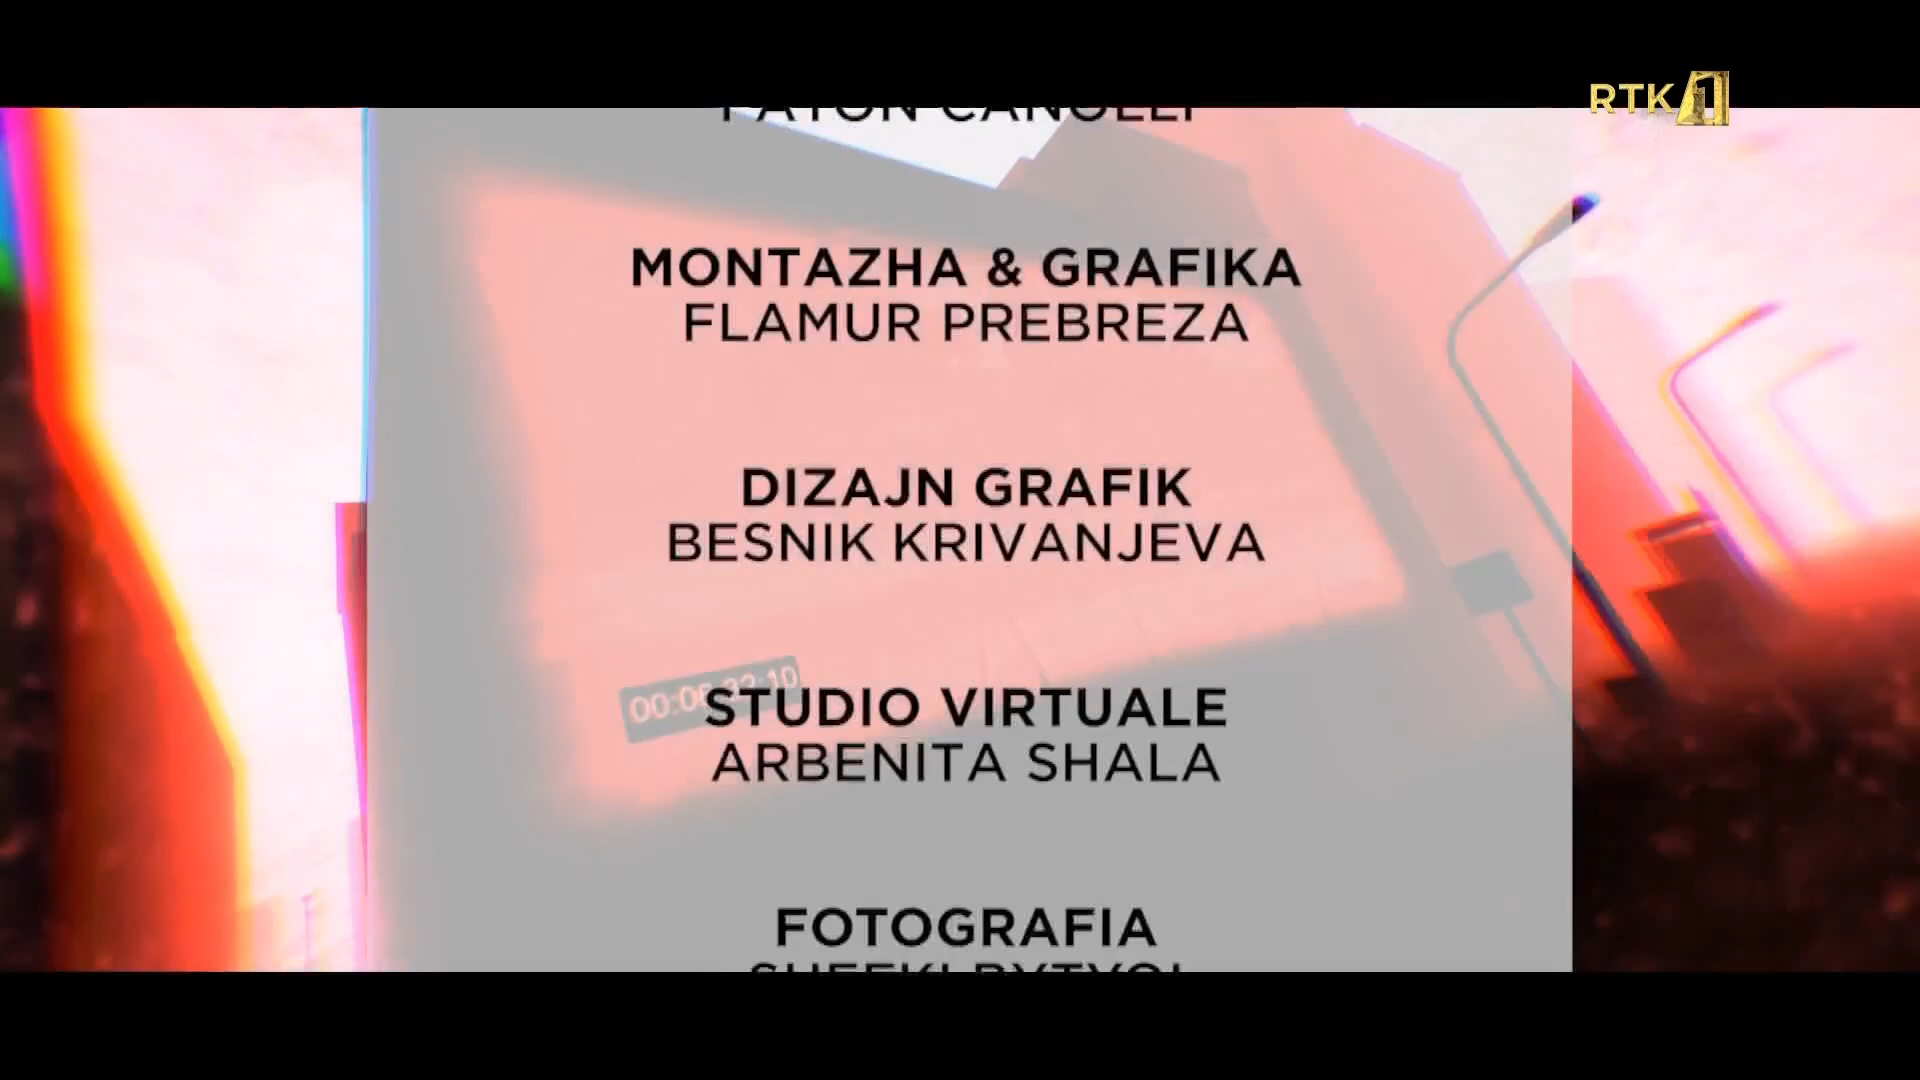 RTK 1
MONTAZHA & GRAFIKA
FLAMUR PREBREZA
DIZAJN GRAFIK
BESNIK KRIVANJEVA
STUDIO VIRTUALE
ARBENITA SHALA
FOTOGRAFIA